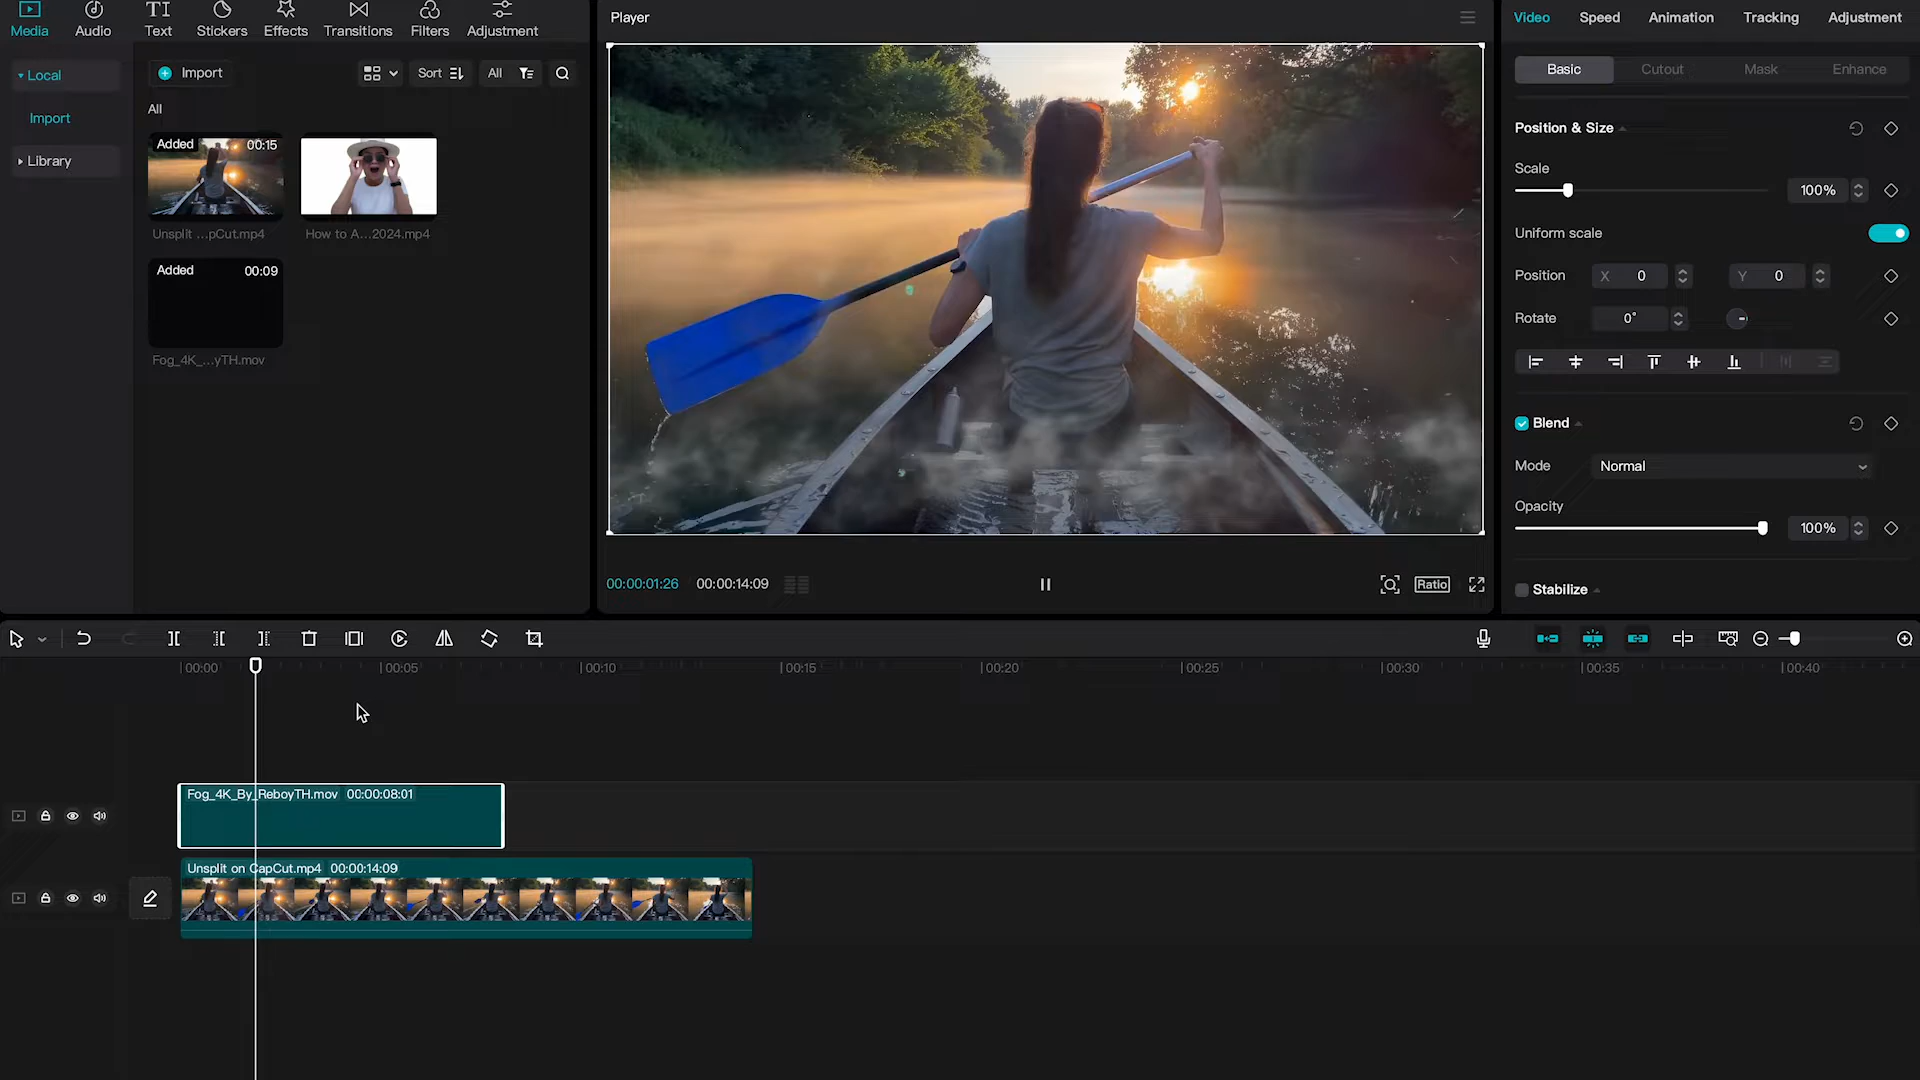 Media Audio Text Stickers Effects Transitions Filters Adjustment
Local
Import
Library
Import Sort All
All
Added 00:15
Unsplit ...pCut.mp4
How to A...2024.mp4
Added 00:09
Fog_4K_...yTH.mov
Player
00:00:01:26 00:00:14:09 Ratio
Video Speed Animation Tracking Adjustment
Basic Cutout Mask Enhance
Position & Size
Scale
100%
Uniform scale
Position X 0 Y 0
Rotate 0°
Blend
Mode Normal
Opacity
100%
Stabilize
00:00 00:05 00:10 00:15 00:20 00:25 00:30 00:35 00:40
Fog_4K_By_ReboyTH.mov 00:00:08:01
Unsplit on CapCut.mp4 00:00:14:09